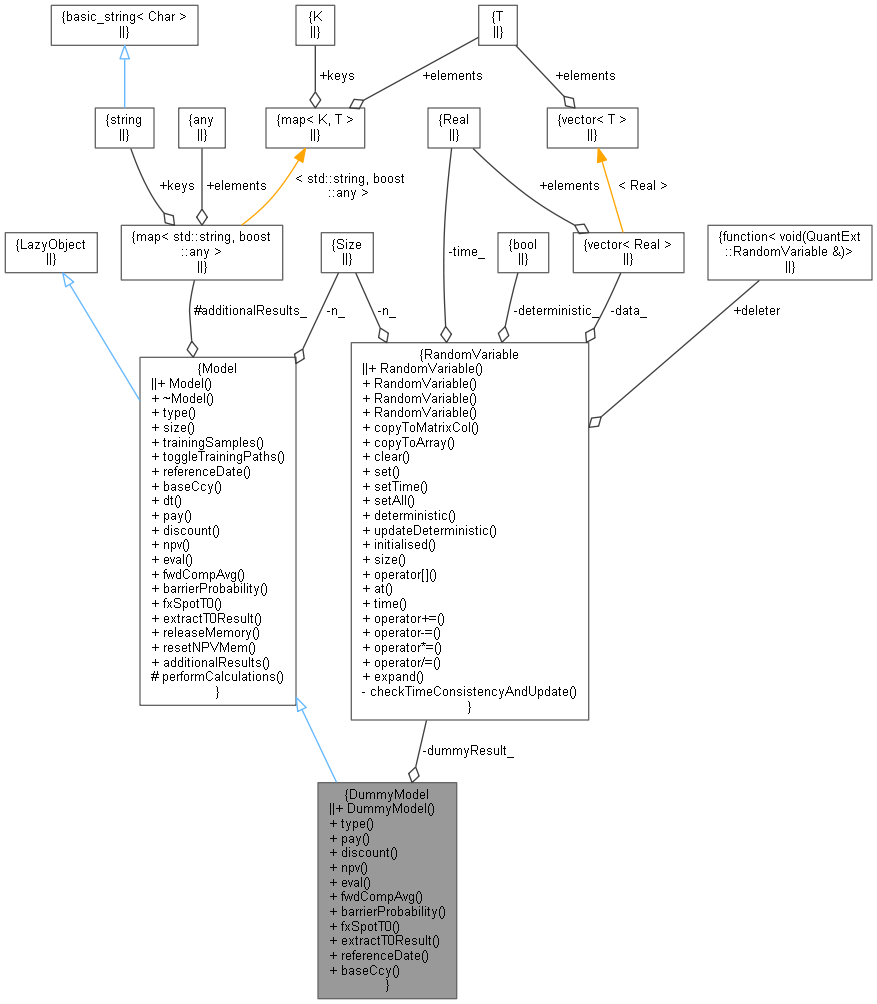 {basic_string< Char >
||}
{K
||}
{T
||}
+keys
+elements
+elements
{string
||}
{any
||}
{map< K, T >
||}
{Real
||}
{vector< T >
||}
+keys
+elements
< std::string, boost
::any >
+elements
< Real >
{LazyObject
||}
{map< std::string, boost
::any >
||}
{Size
||}
{bool
||}
{vector< Real >
||}
{function< void(QuantExt
::RandomVariable &)>
||}
-time_
#additionalResults_
-n_
-n_
-deterministic_
-data_
+deleter
{Model
||+ Model()
+ ~Model()
+ type()
+ size()
+ trainingSamples()
+ toggleTrainingPaths()
+ referenceDate()
+ baseCcy()
+ dt()
+ pay()
+ discount()
+ npv()
+ eval()
+ fwdCompAvg()
+ barrierProbability()
+ fxSpotT0()
+ extractT0Result()
+ releaseMemory()
+ resetNPVMem()
+ additionalResults()
# performCalculations()
}
{RandomVariable
||+ RandomVariable()
+ RandomVariable()
+ RandomVariable()
+ RandomVariable()
+ copyToMatrixCol()
+ copyToArray()
+ clear()
+ set()
+ setTime()
+ setAll()
+ deterministic()
+ updateDeterministic()
+ initialised()
+ size()
+ operator[]()
+ at()
+ time()
+ operator+=()
+ operator-=()
+ operator*=()
+ operator/=()
+ expand()
- checkTimeConsistencyAndUpdate()
}
-dummyResult_
{DummyModel
||+ DummyModel()
+ type()
+ pay()
+ discount()
+ npv()
+ eval()
+ fwdCompAvg()
+ barrierProbability()
+ fxSpotT0()
+ extractT0Result()
+ referenceDate()
+ baseCcy()
}